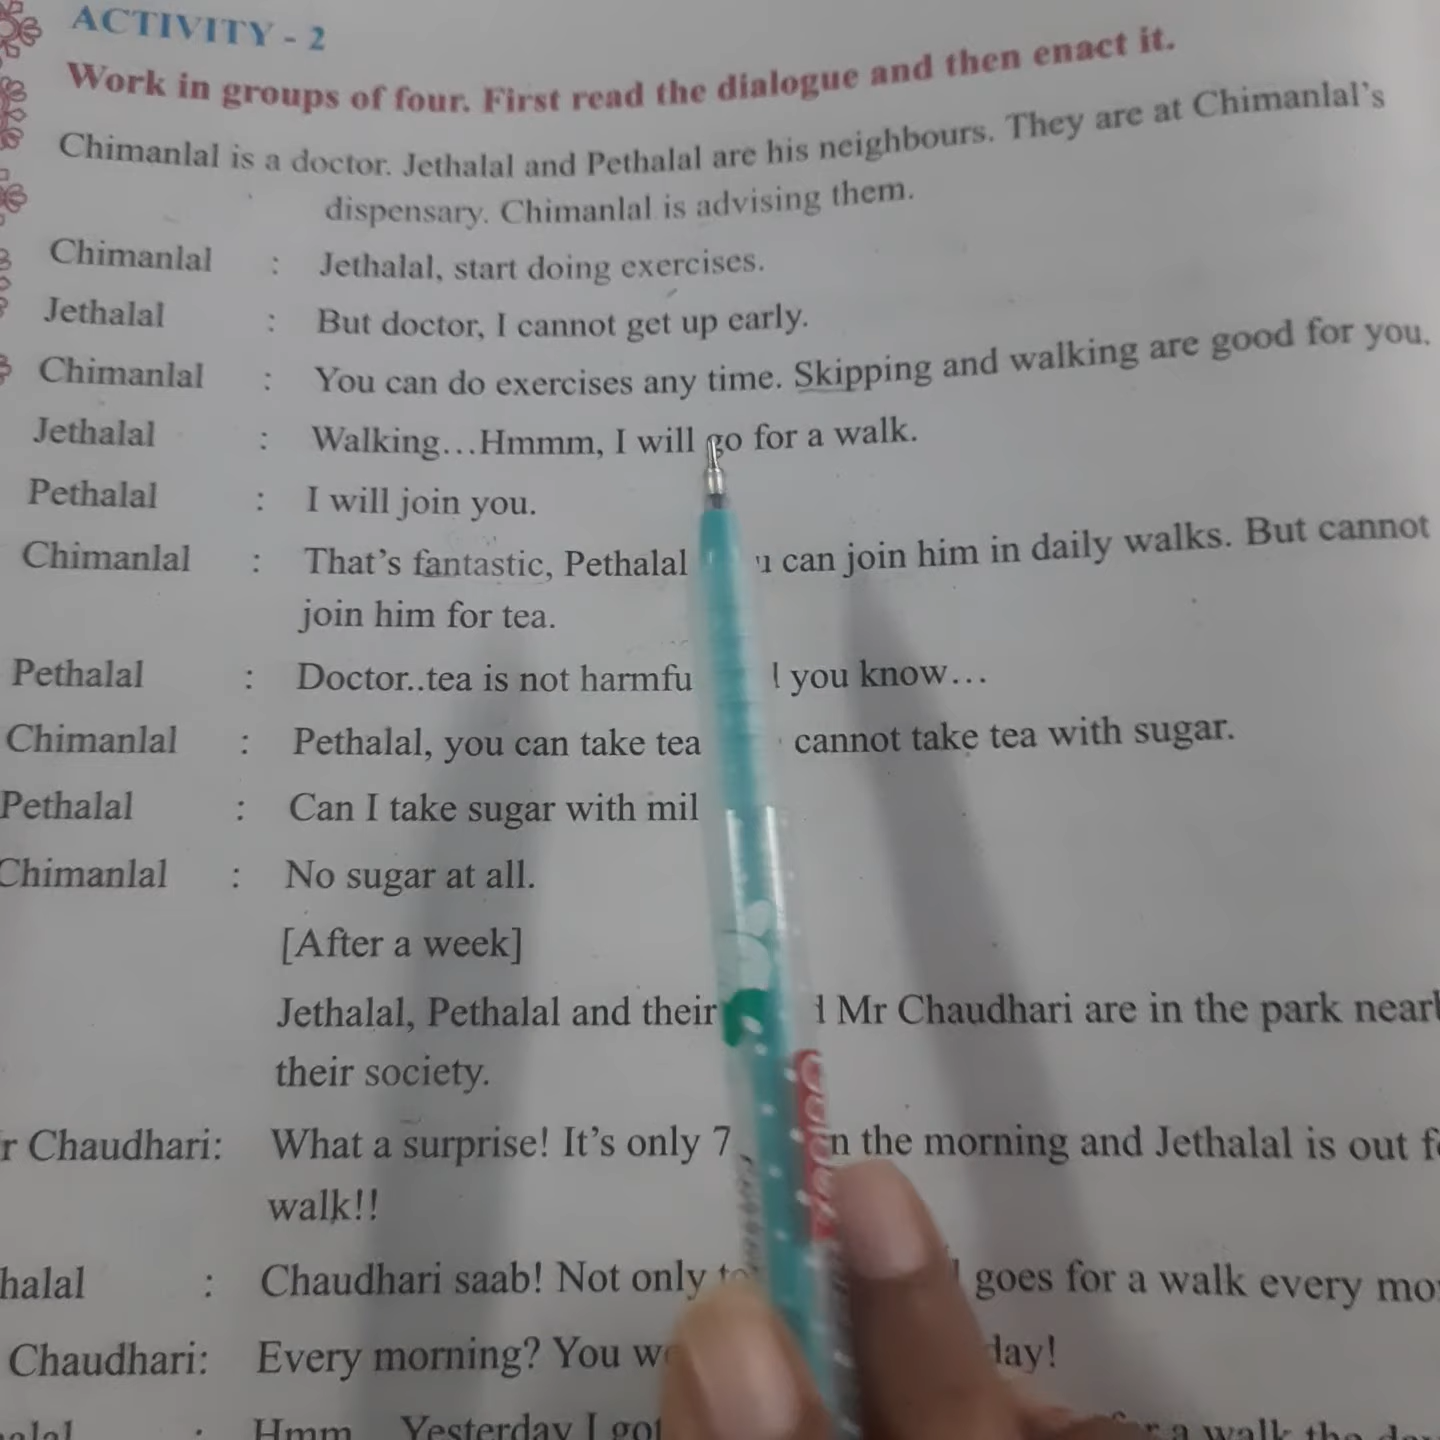 ACTIVITY - 2
Work in groups of four. First read the dialogue and then enact it.
Chimanlal is a doctor. Jethalal and Pethalal are his neighbours. They are at Chimanlal's
dispensary. Chimanlal is advising them.
Chimanlal : Jethalal, start doing exercises.
Jethalal : But doctor, I cannot get up early.
Chimanlal : You can do exercises any time. Skipping and walking are good for you.
Jethalal : Walking...Hmmm, I will go for a walk.
Pethalal : I will join you.
Chimanlal : That's fantastic, Pethalal can join him in daily walks. But cannot
join him for tea.
Pethalal : Doctor..tea is not you know...
Chimanlal : Pethalal, you can take tea cannot take tea with sugar.
Pethalal : Can I take sugar with
Chimanlal : No sugar at all.
[After a week]
Jethalal, Pethalal and their Mr Chaudhari are in the park
their society.
Chaudhari: What a surprise! It's only 7 the morning and Jethalal is out
walk!!
: Chaudhari saab! Not only goes for a walk every
Chaudhari: Every morning? You
: Hmm Yesterday I got a walk the